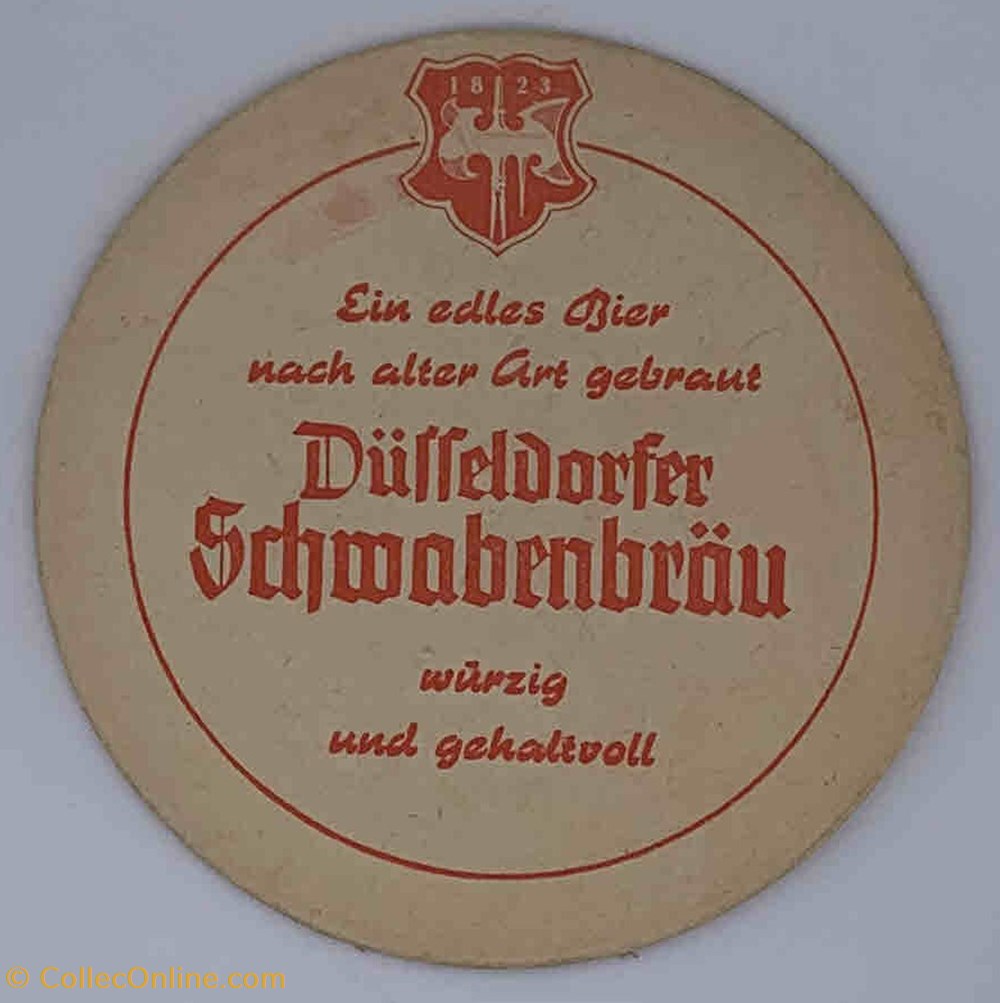 1823
Ein edles Bier
nach alter Art gebraut
Düsseldorfer
Schwabenbräu
würzig
und gehaltvoll
© CollecOnline.com